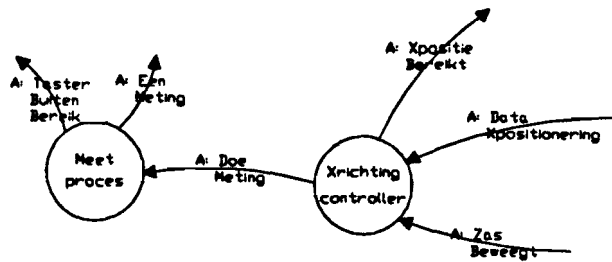 A: Xpositie
Bereikt
A: Taster
Buiten
Bereik
A: Een
Meting
A: Data
Xpositionering
Meet
proces
A: Doe
Meting
Xrichting
controller
A: Zas
Beweegt